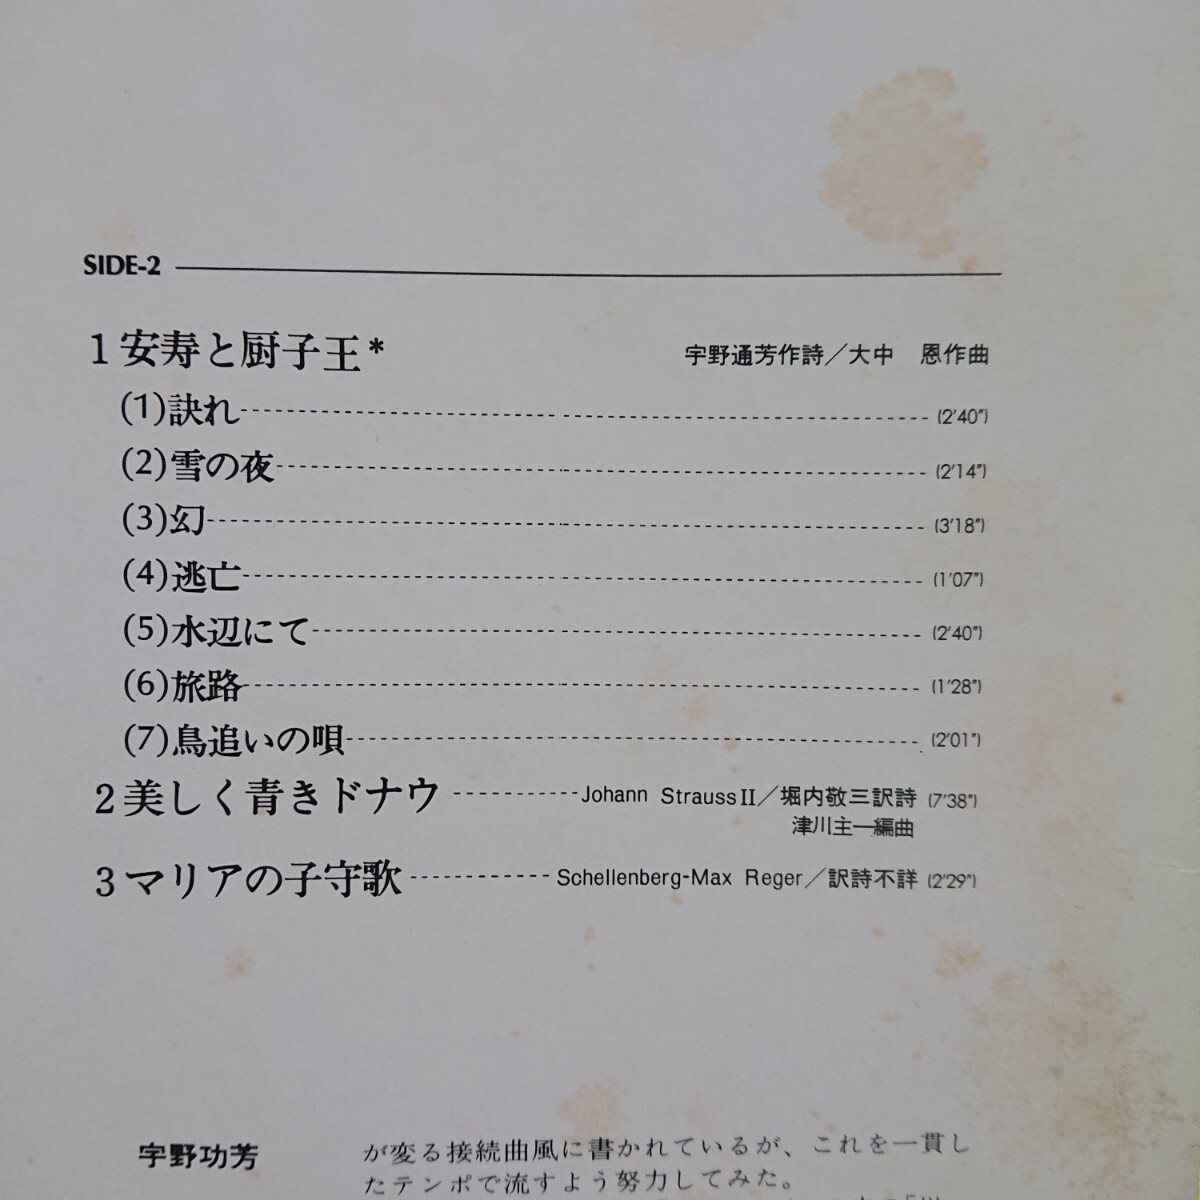 SIDE-2
1 安寿と厨子王* 宇野通芳作詩／大中 恩作曲
(1)訣れ (2'40")
(2)雪の夜 (2'14")
(3)幻 (3'18")
(4)逃亡 (1'07")
(5)水辺にて (2'40")
(6)旅路 (1'28")
(7)鳥追いの唄 (2'01")
2 美しく青きドナウ Johann Strauss II／堀内敬三訳詩 (7'38")
津川主一編曲
3 マリアの子守歌 Schellenberg-Max Reger／訳詩不詳 (2'29")
宇野功芳 が変る接続曲風に書かれているが、これを一貫し
たテンポで流すよう努力してみた。